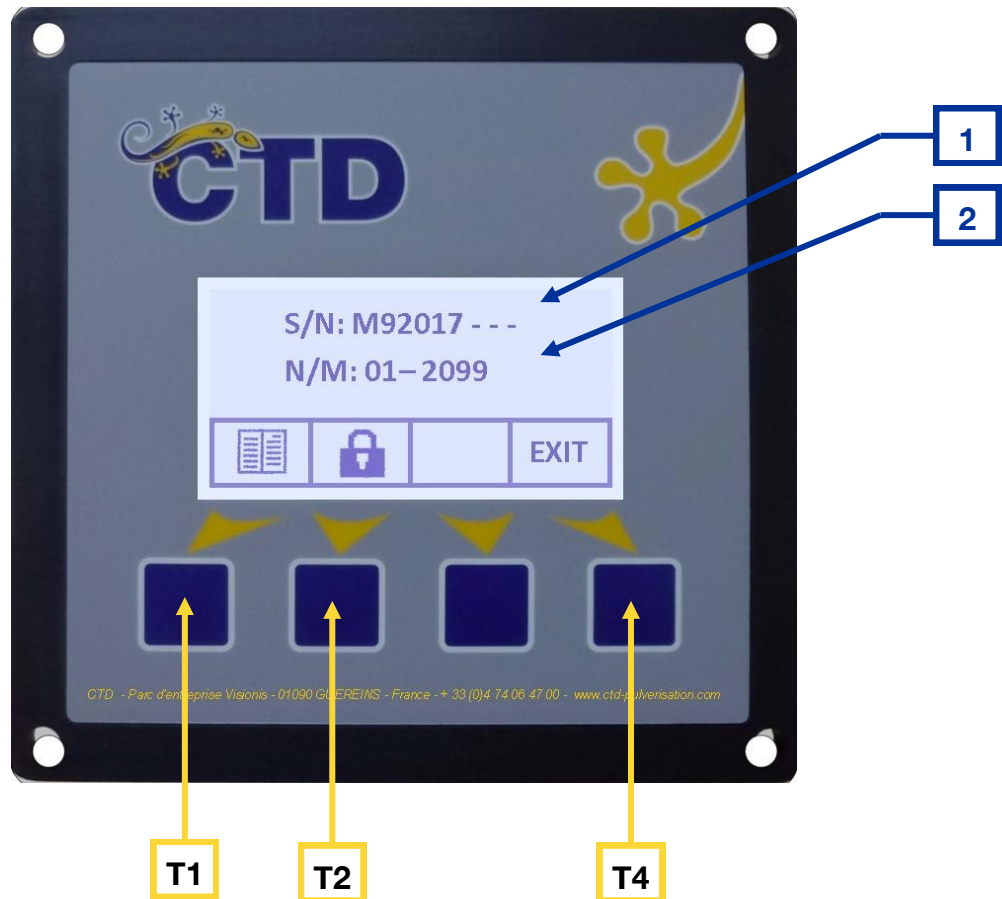 CTD
1
2
S/N: M92017 - - -
N/M: 01– 2099
EXIT
CTD - Parc d'entreprise Visionis - 01090 GUEREINS - France - + 33 (0)4 74 06 47 00 - www.ctd-pulverisation.com
T1
T2
T4